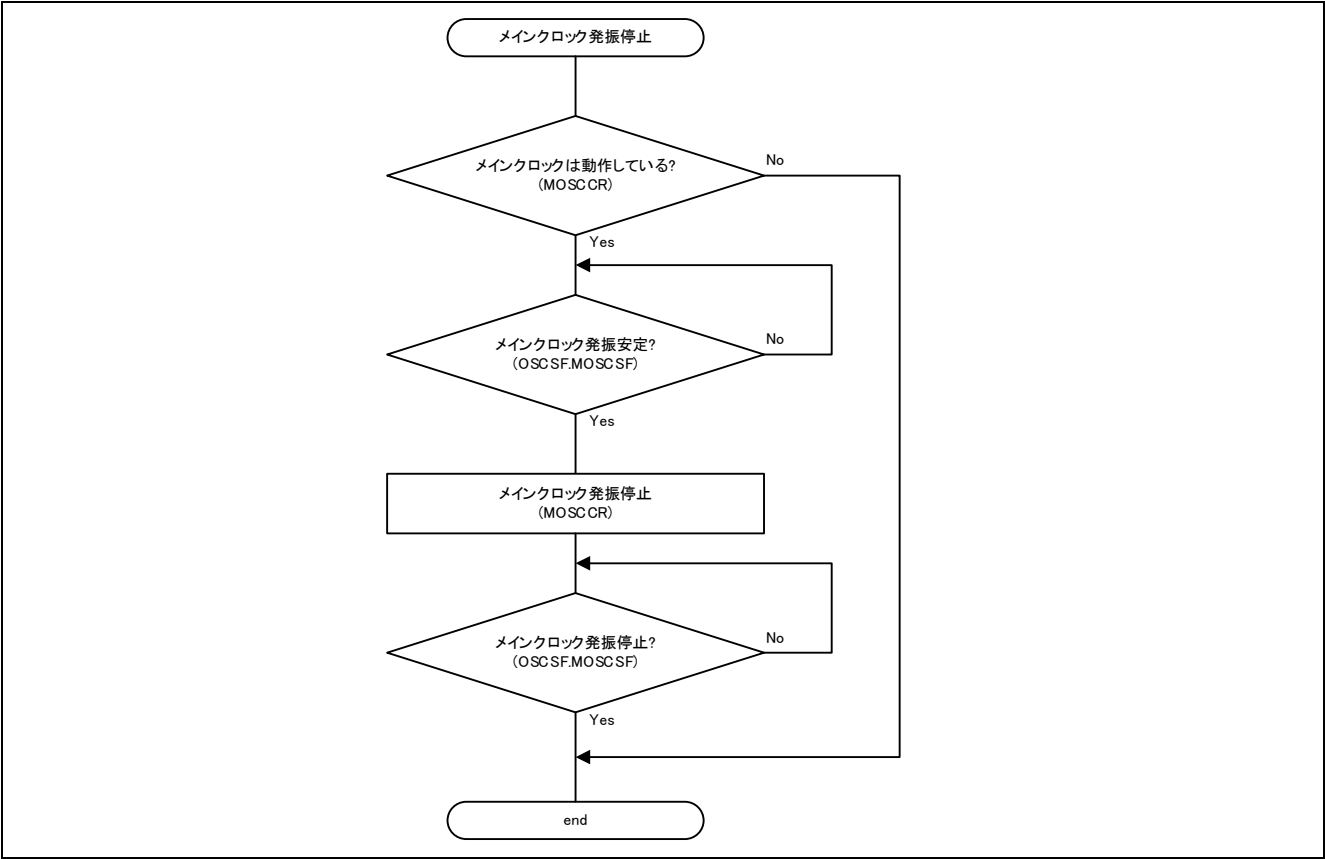 メインクロック発振停止
メインクロックは動作している?
(MOSCCR)
No
Yes
メインクロック発振安定?
(OSCSF.MOSCSF)
No
Yes
メインクロック発振停止
(MOSCCR)
メインクロック発振停止?
(OSCSF.MOSCSF)
No
Yes
end